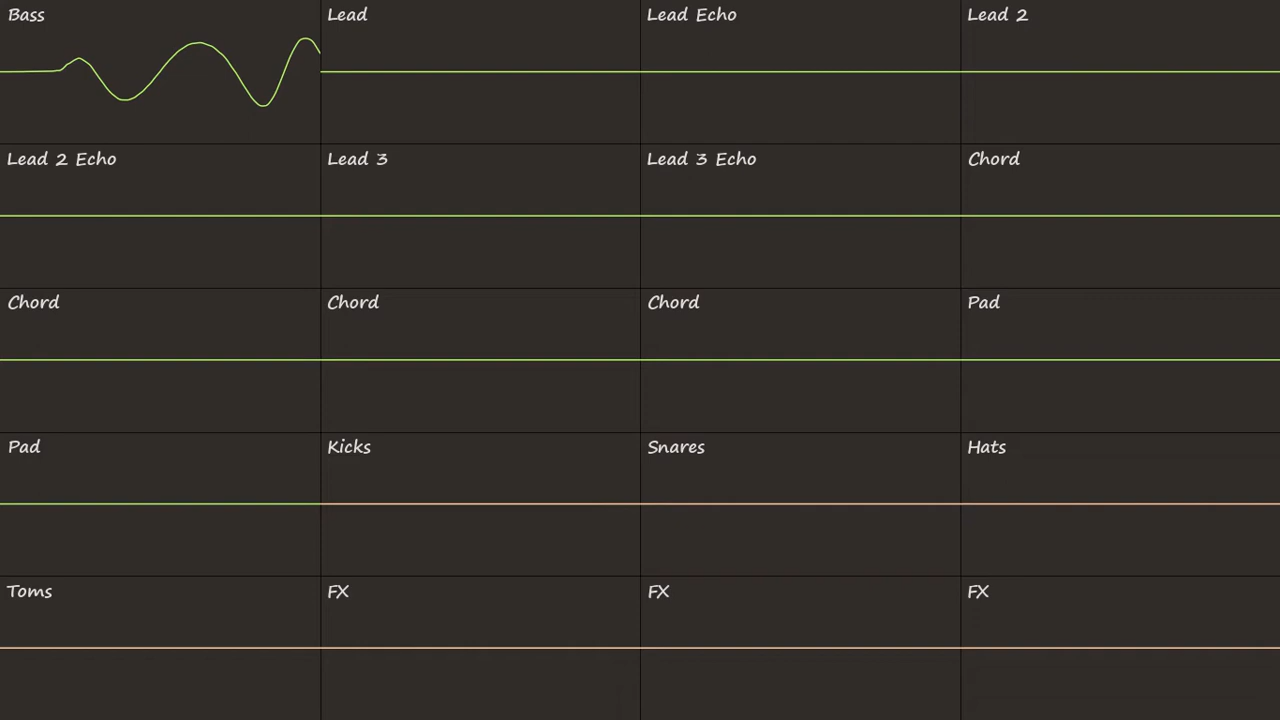 Bass
Lead
Lead Echo
Lead 2
Lead 2 Echo
Lead 3
Lead 3 Echo
Chord
Chord
Chord
Chord
Pad
Pad
Kicks
Snares
Hats
Toms
FX
FX
FX